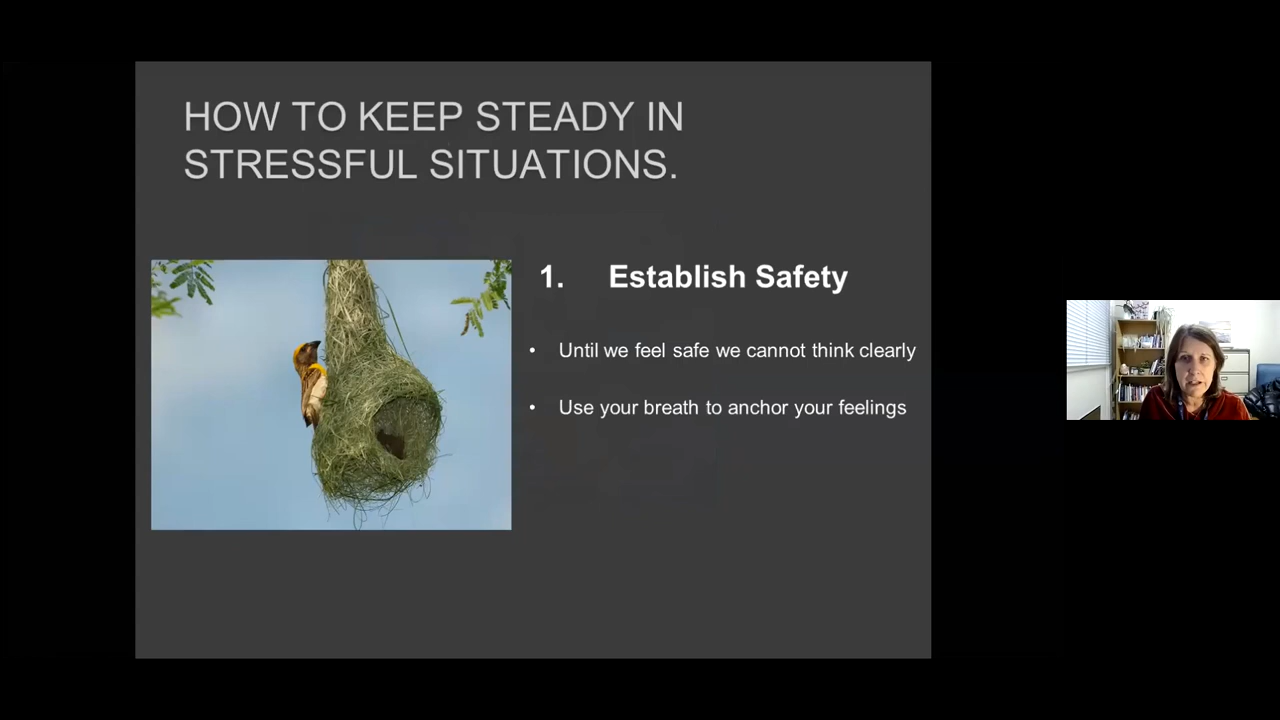 HOW TO KEEP STEADY IN
STRESSFUL SITUATIONS.
1. Establish Safety
• Until we feel safe we cannot think clearly
• Use your breath to anchor your feelings